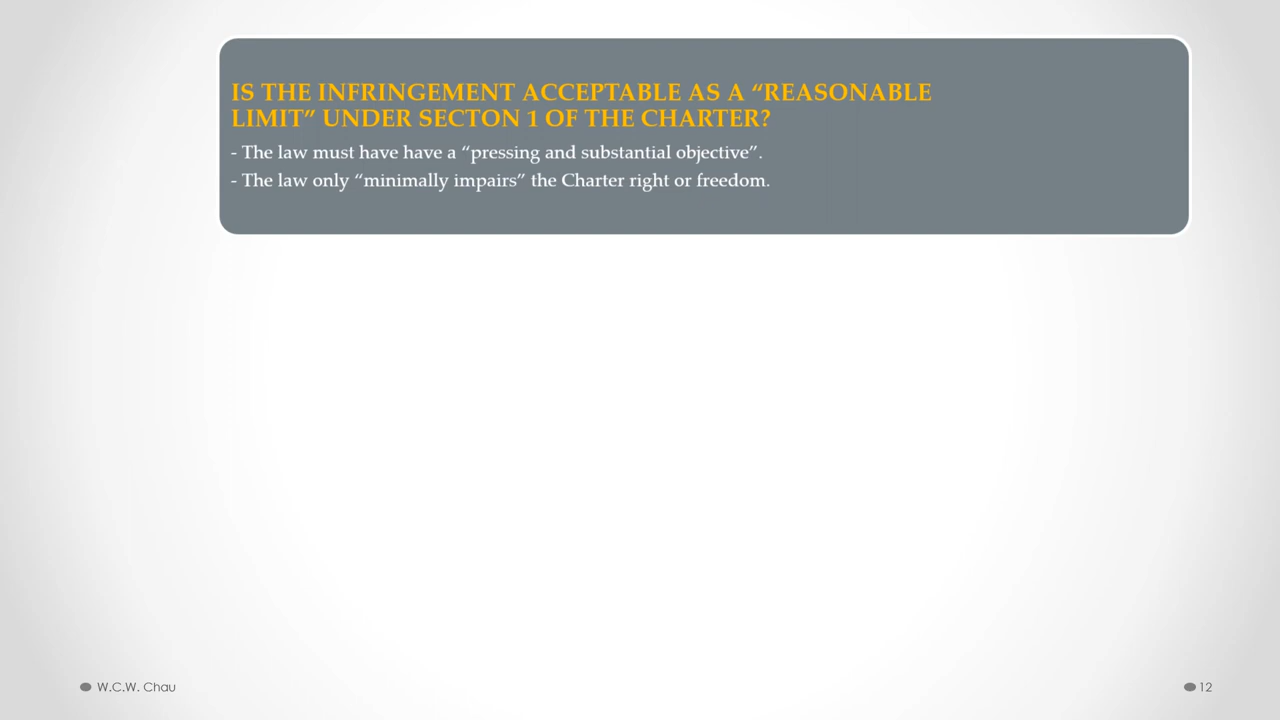 IS THE INFRINGEMENT ACCEPTABLE AS A “REASONABLE
LIMIT” UNDER SECTON 1 OF THE CHARTER?
- The law must have have a “pressing and substantial objective”.
- The law only “minimally impairs” the Charter right or freedom.
W.C.W. Chau
12